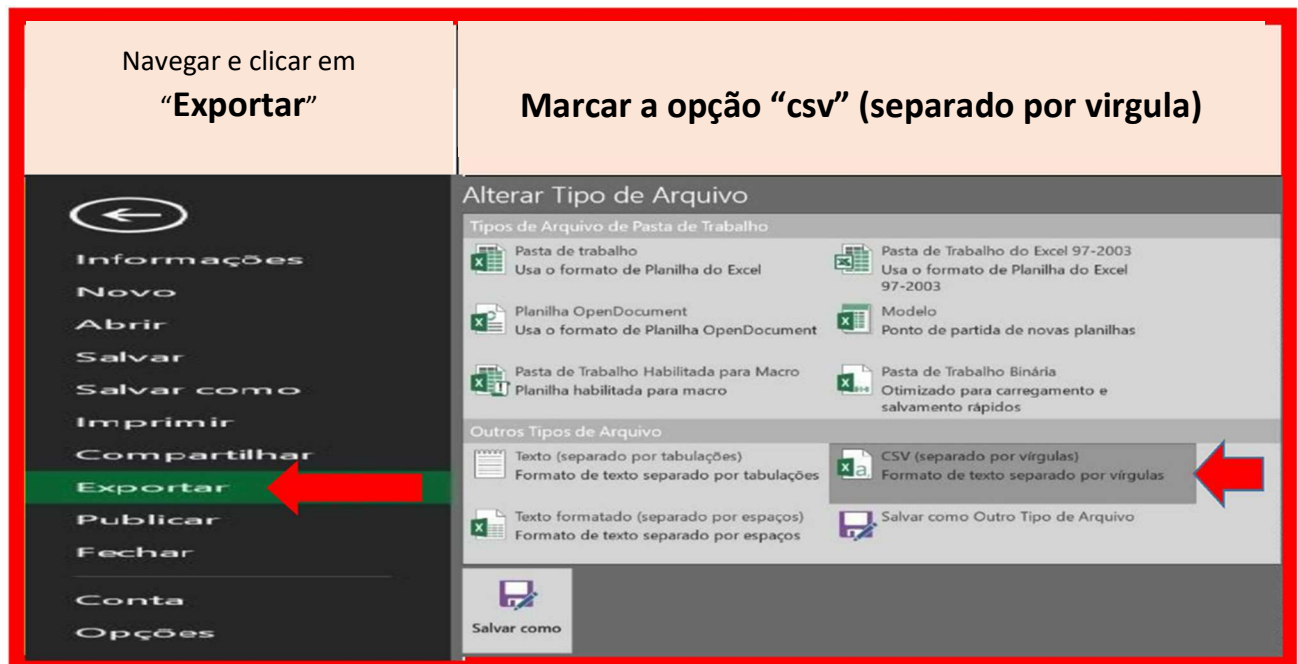 Navegar e clicar em
“Exportar”
Marcar a opção “csv” (separado por virgula)
Informações
Novo
Abrir
Salvar
Salvar como
Imprimir
Compartilhar
Exportar
Publicar
Fechar
Conta
Opções
Alterar Tipo de Arquivo
Tipos de Arquivo de Pasta de Trabalho
Pasta de trabalho
Usa o formato de Planilha do Excel
Pasta de Trabalho do Excel 97-2003
Usa o formato de Planilha do Excel
97-2003
Planilha OpenDocument
Usa o formato de Planilha OpenDocument
Modelo
Ponto de partida de novas planilhas
Pasta de Trabalho Habilitada para Macro
Planilha habilitada para macro
Pasta de Trabalho Binária
Otimizado para carregamento e
salvamento rápidos
Outros Tipos de Arquivo
Texto (separado por tabulações)
Formato de texto separado por tabulações
CSV (separado por vírgulas)
Formato de texto separado por vírgulas
Texto formatado (separado por espaços)
Formato de texto separado por espaços
Salvar como Outro Tipo de Arquivo
Salvar como